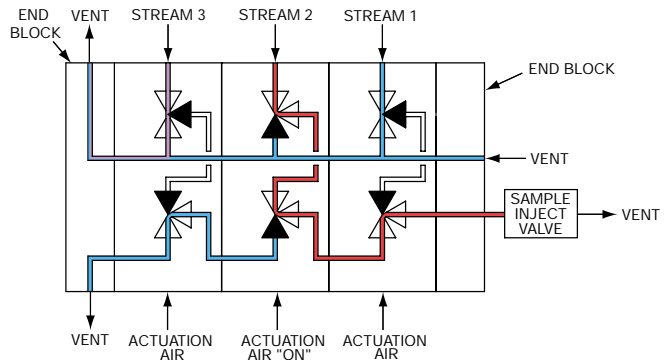 END
BLOCK
VENT
STREAM 3
STREAM 2
STREAM 1
END BLOCK
VENT
SAMPLE
INJECT
VALVE
VENT
VENT
ACTUATION
AIR
ACTUATION
AIR "ON"
ACTUATION
AIR